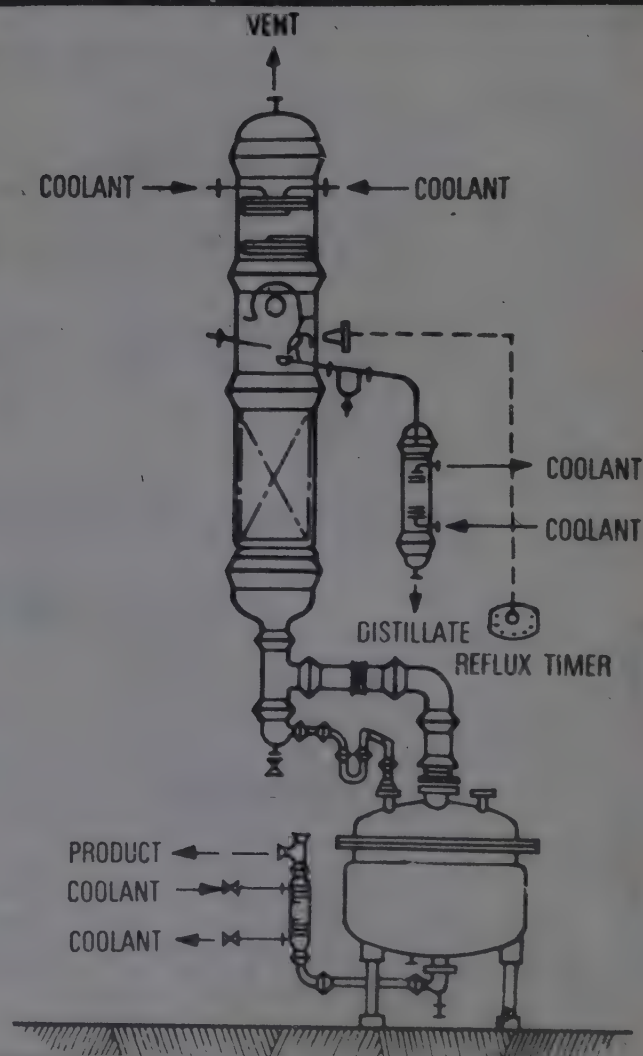 VENT
COOLANT
COOLANT
COOLANT
COOLANT
DISTILLATE
REFLUX TIMER
PRODUCT
COOLANT
COOLANT